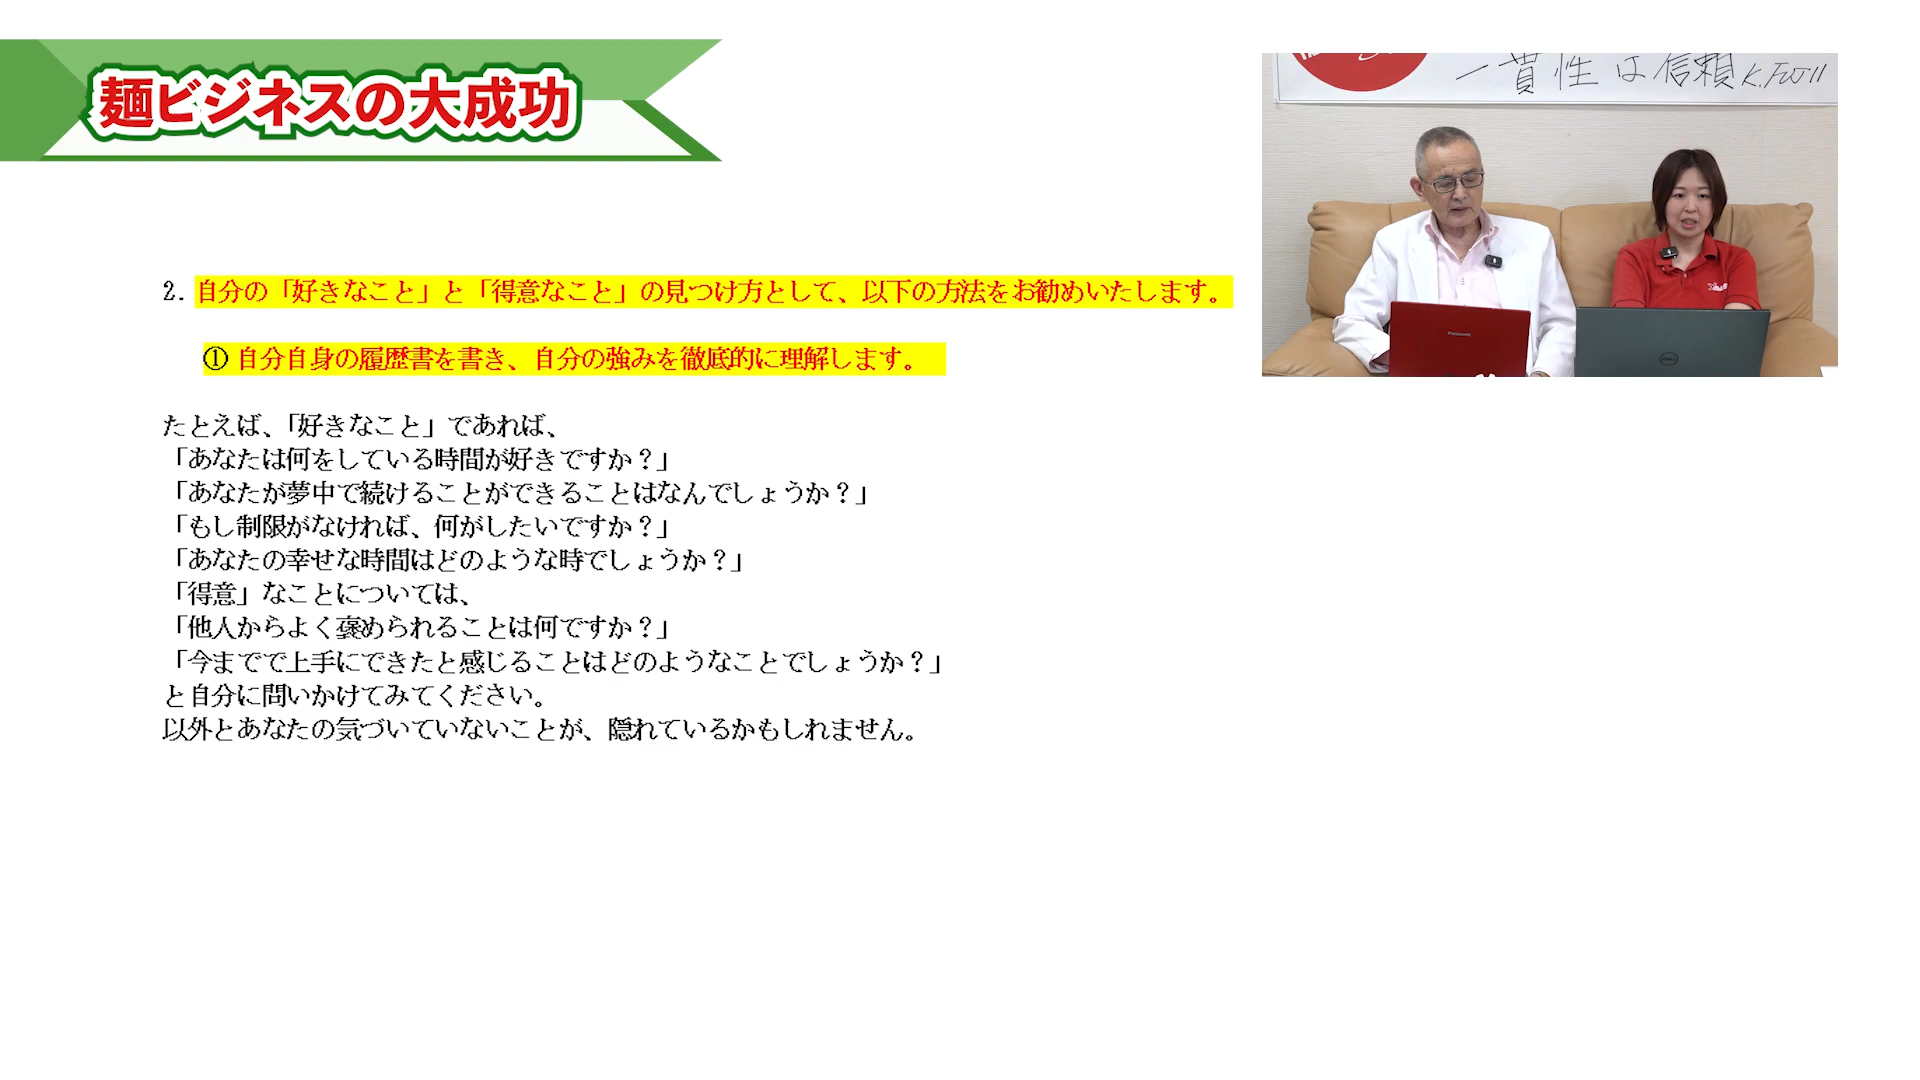 麺ビジネスの大成功
一貫性は信頼 K.FUJII
2. 自分の「好きなこと」と「得意なこと」の見つけ方として、以下の方法をお勧めいたします。
① 自分自身の履歴書を書き、自分の強みを徹底的に理解します。
たとえば、「好きなこと」であれば、
「あなたは何をしている時間が好きですか？」
「あなたが夢中で続けることができることはなんでしょうか？」
「もし制限がなければ、何がしたいですか？」
「あなたの幸せな時間はどのような時でしょうか？」
「得意」なことについては、
「他人からよく褒められることは何ですか？」
「今までで上手にできたと感じることはどのようなことでしょうか？」
と自分に問いかけてみてください。
以外とあなたの気づいていないことが、隠れているかもしれません。
Panasonic
DELL